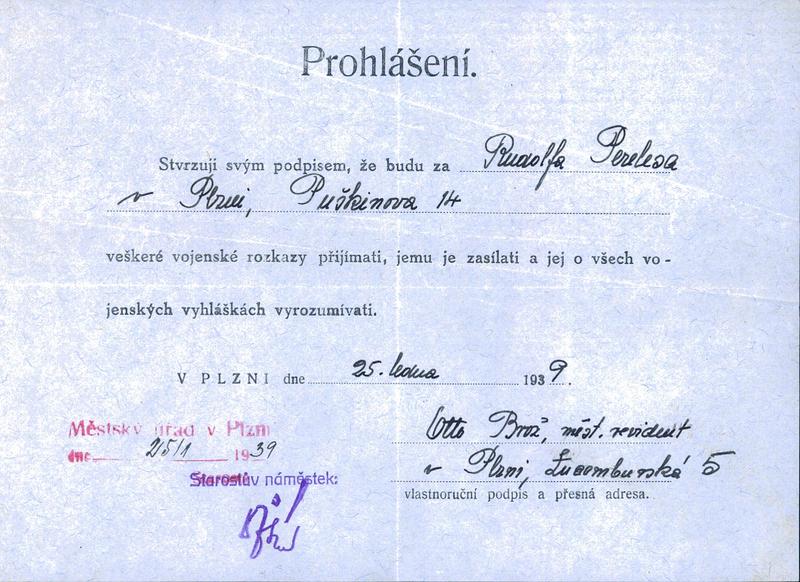 Prohlášení.
Stvrzuji svým podpisem, že budu za Rudolfa Perelesa
v Plzni, Puškinova 14
veškeré vojenské rozkazy přijímati, jemu je zasílati a jej o všech vo-
jenských vyhláškách vyrozumívati.
V PLZNI dne 25. ledna 1939.
Městský úřad v Plzni
dne 25/1 1939
Starostův náměstek:
Otto Brož, měst. revident
v Plzni, Lucemburská 5
vlastnoruční podpis a přesná adresa.